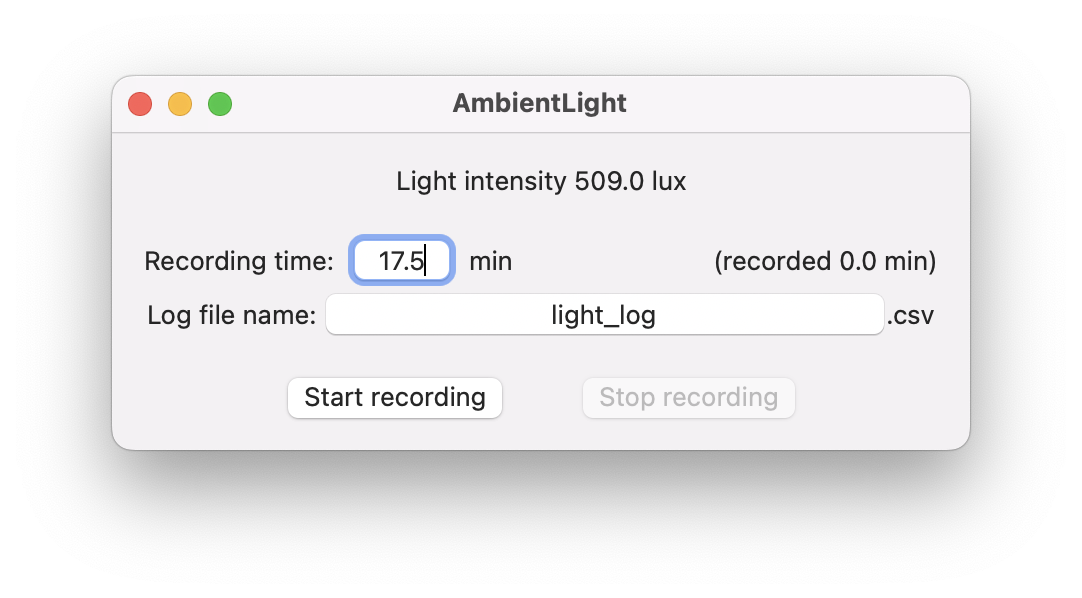 AmbientLight
Light intensity 509.0 lux
Recording time: 17.5 min (recorded 0.0 min)
Log file name: light_log .csv
Start recording Stop recording